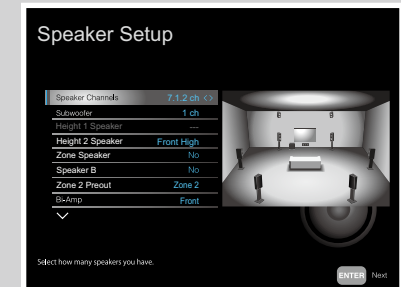 Speaker Setup
Speaker Channels 7.1.2 ch <>
Subwoofer 1 ch
Height 1 Speaker ---
Height 2 Speaker Front High
Zone Speaker No
Speaker B No
Zone 2 Preout Zone 2
Bi-Amp Front
Select how many speakers you have.
ENTER Next